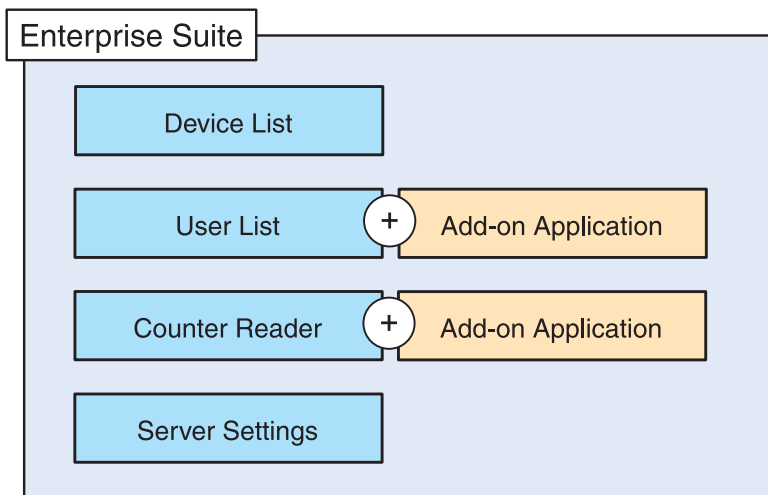 Enterprise Suite
Device List
User List + Add-on Application
Counter Reader + Add-on Application
Server Settings